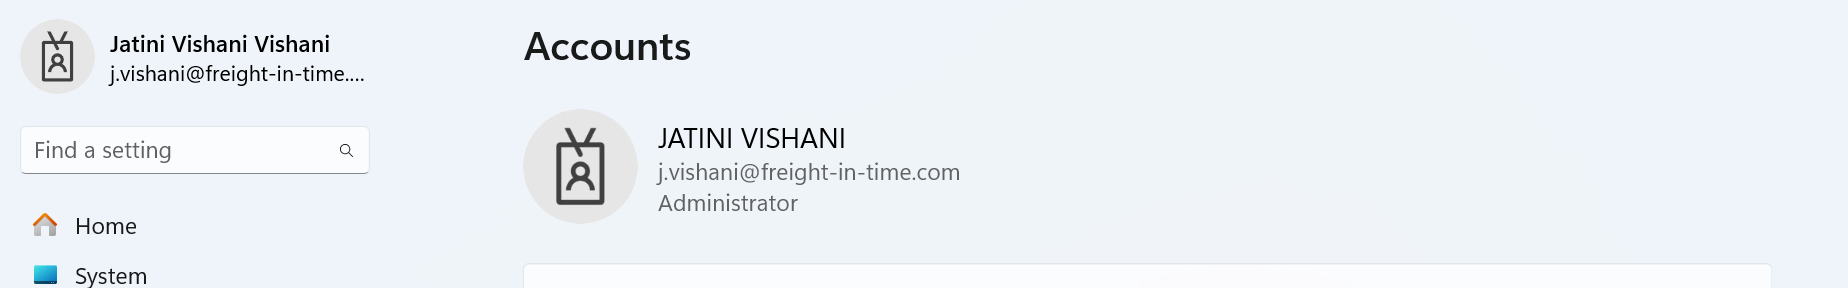 Jatini Vishani Vishani
j.vishani@freight-in-time....
Find a setting
Home
System
Accounts
JATINI VISHANI
j.vishani@freight-in-time.com
Administrator